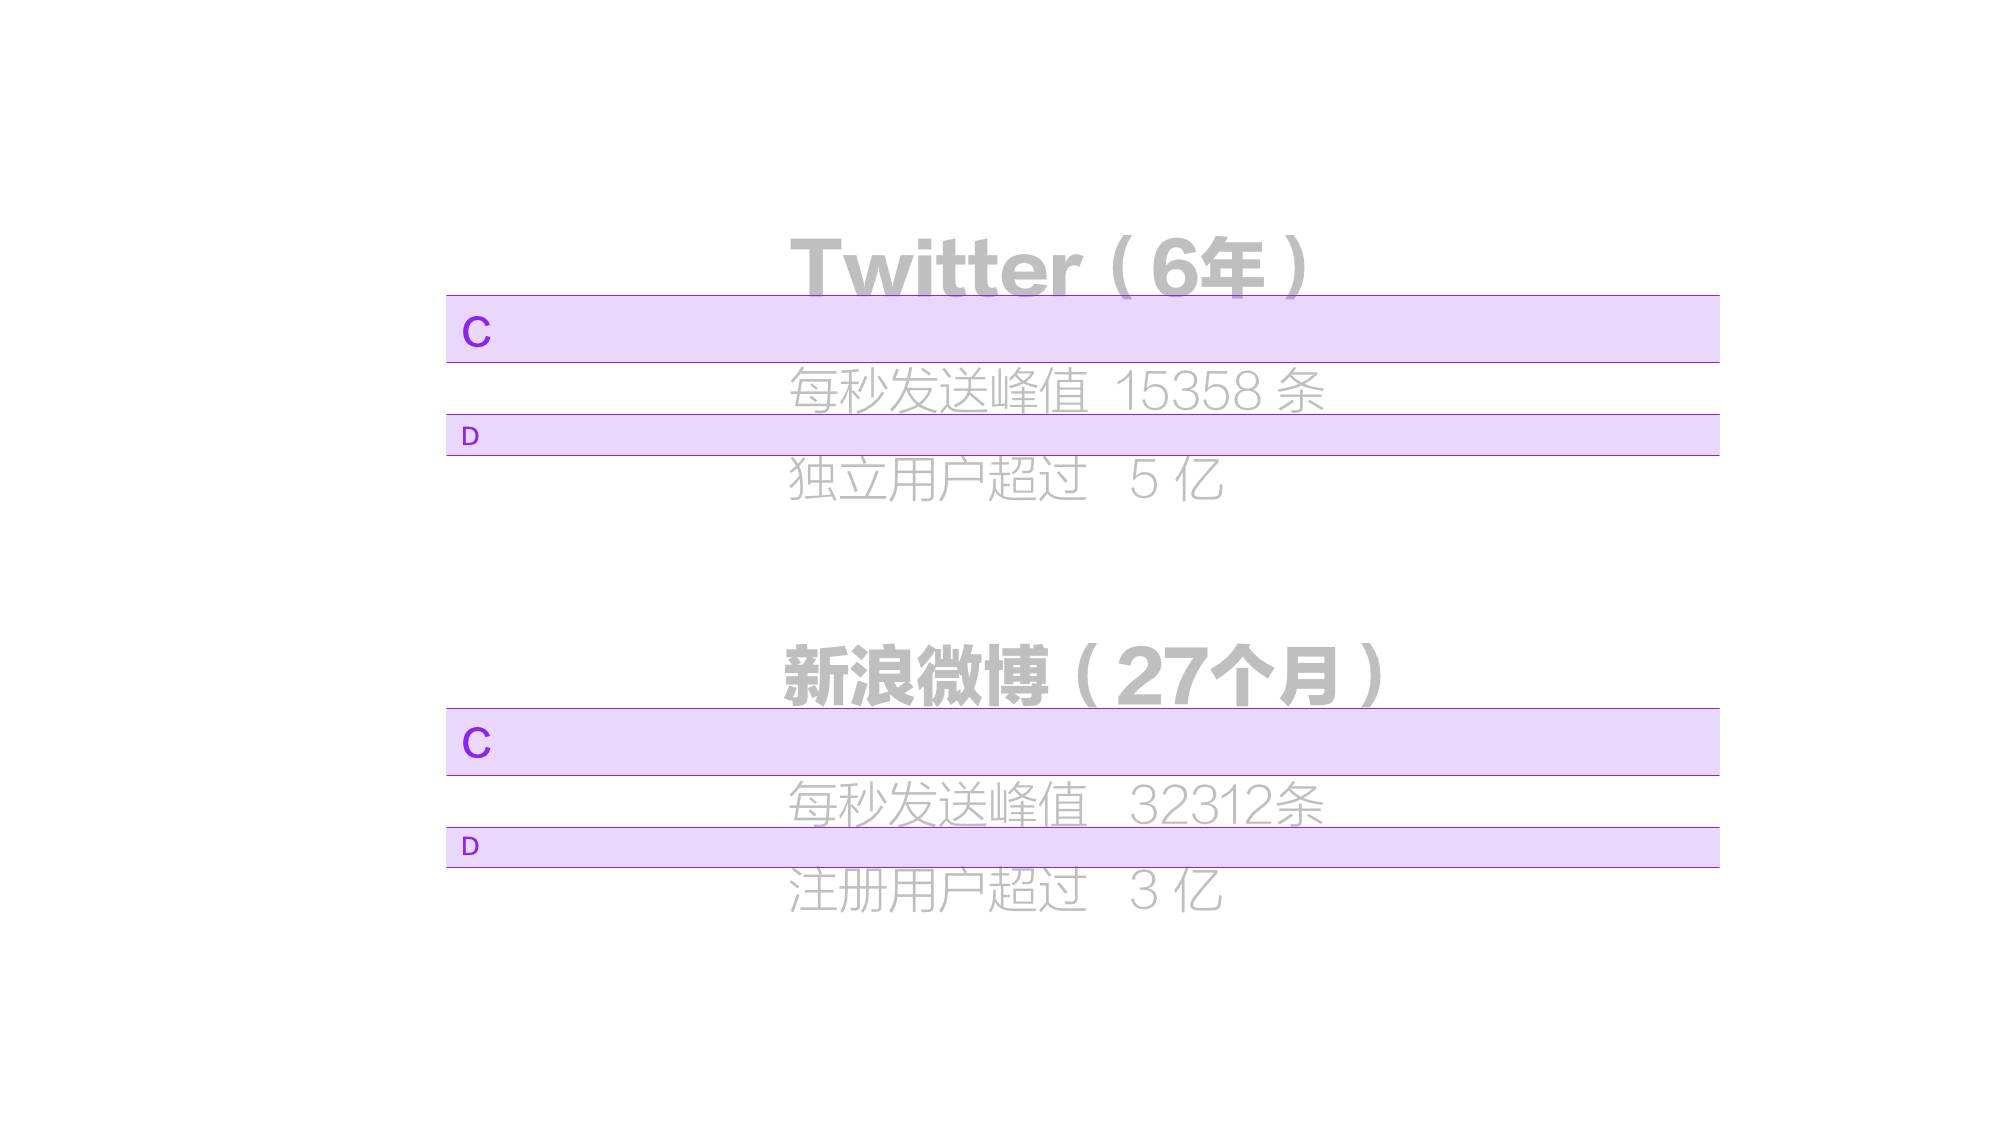 Twitter（6年）
C
每秒发送峰值 15358 条
D
独立用户超过 5 亿
新浪微博（27个月）
C
每秒发送峰值 32312条
D
注册用户超过 3 亿